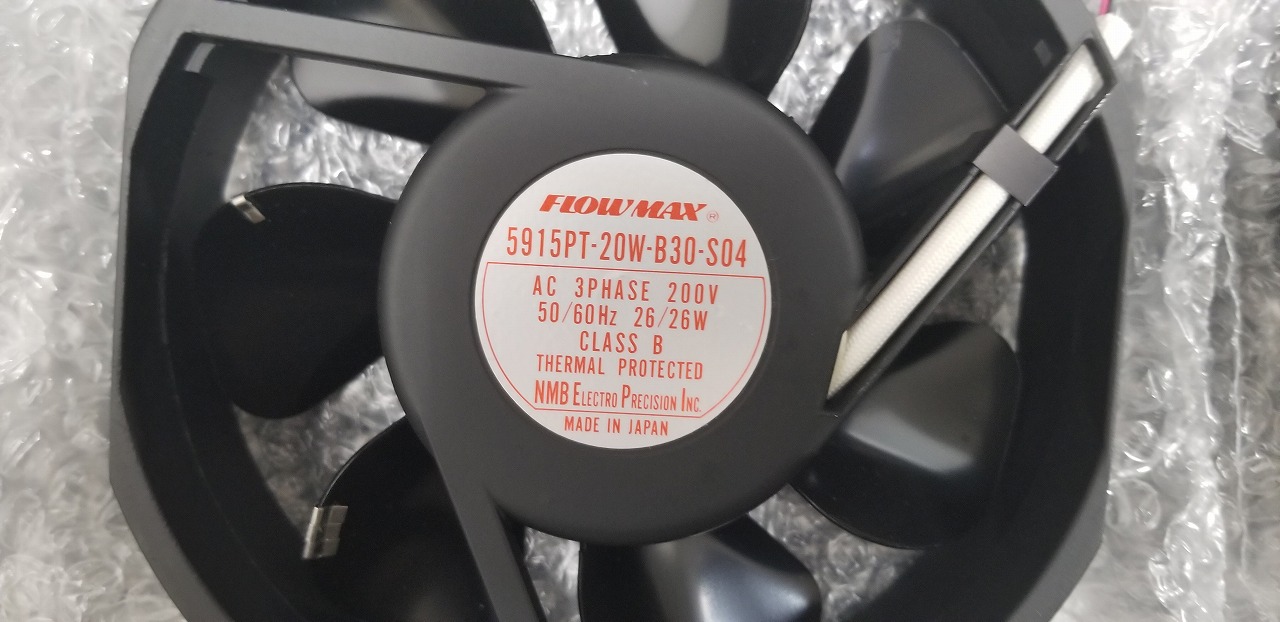 FLOWMAX®
5915PT-20W-B30-S04
AC 3PHASE 200V
50/60Hz 26/26W
CLASS B
THERMAL PROTECTED
NMB ELECTRO PRECISION INC.
MADE IN JAPAN